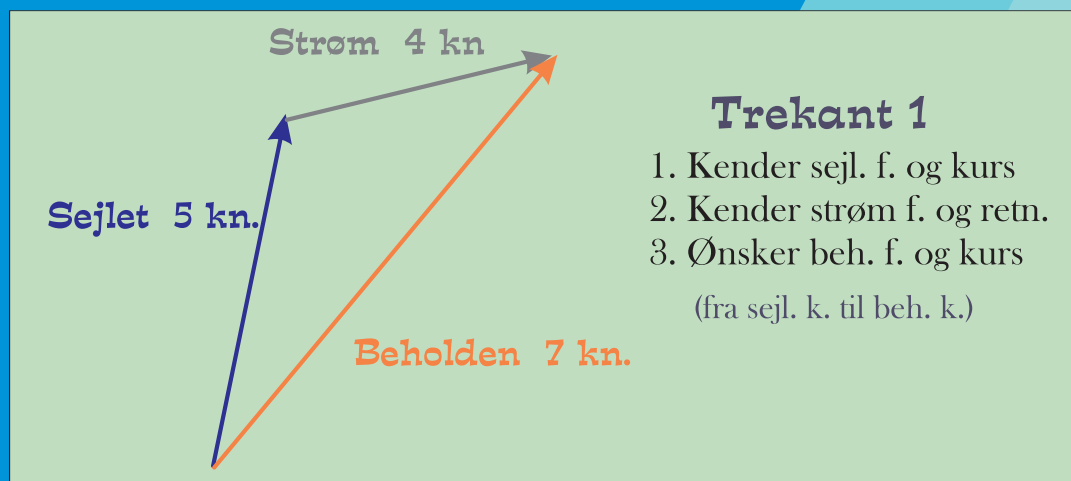 Strøm 4 kn
Sejlet 5 kn.
Beholden 7 kn.
Trekant 1
1. Kender sejl. f. og kurs
2. Kender strøm f. og retn.
3. Ønsker beh. f. og kurs
(fra sejl. k. til beh. k.)